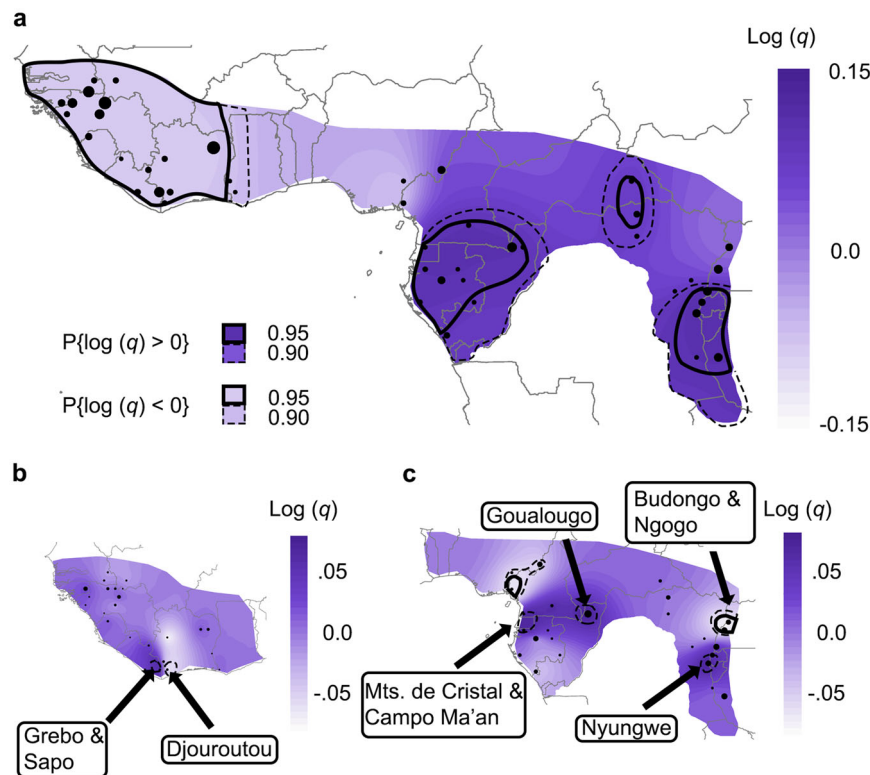 a
Log (q)
0.15
0.0
-0.15
P{log (q) > 0}
0.95
0.90
P{log (q) < 0}
0.95
0.90
b
Log (q)
.05
0.0
-.05
Grebo &
Sapo
Djouroutou
c
Goualougo
Budongo &
Ngogo
Log (q)
.05
0.0
-.05
Mts. de Cristal &
Campo Ma'an
Nyungwe